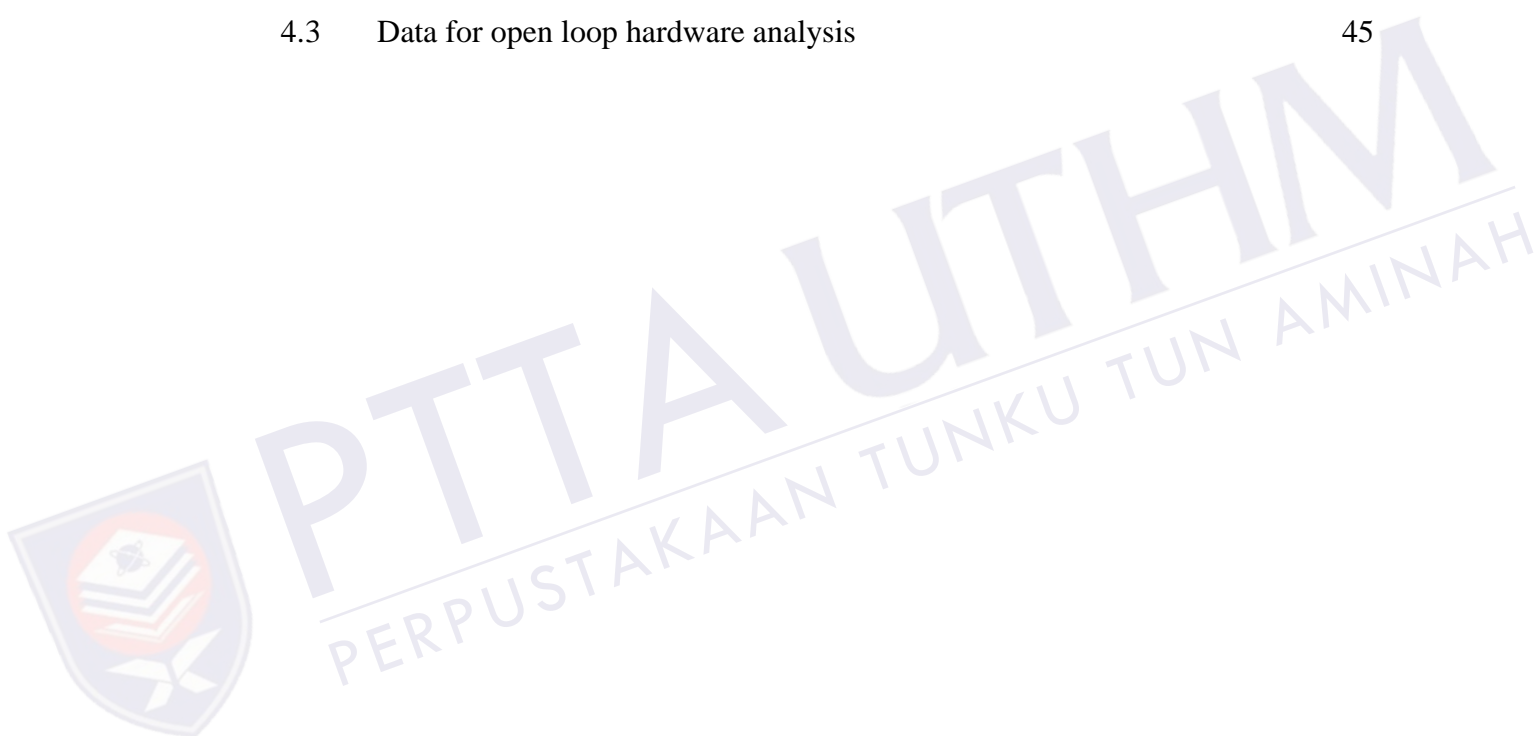 4.3 Data for open loop hardware analysis 45
PTTA UTHM
PERPUSTAKAAN TUNKU TUN AMINAH